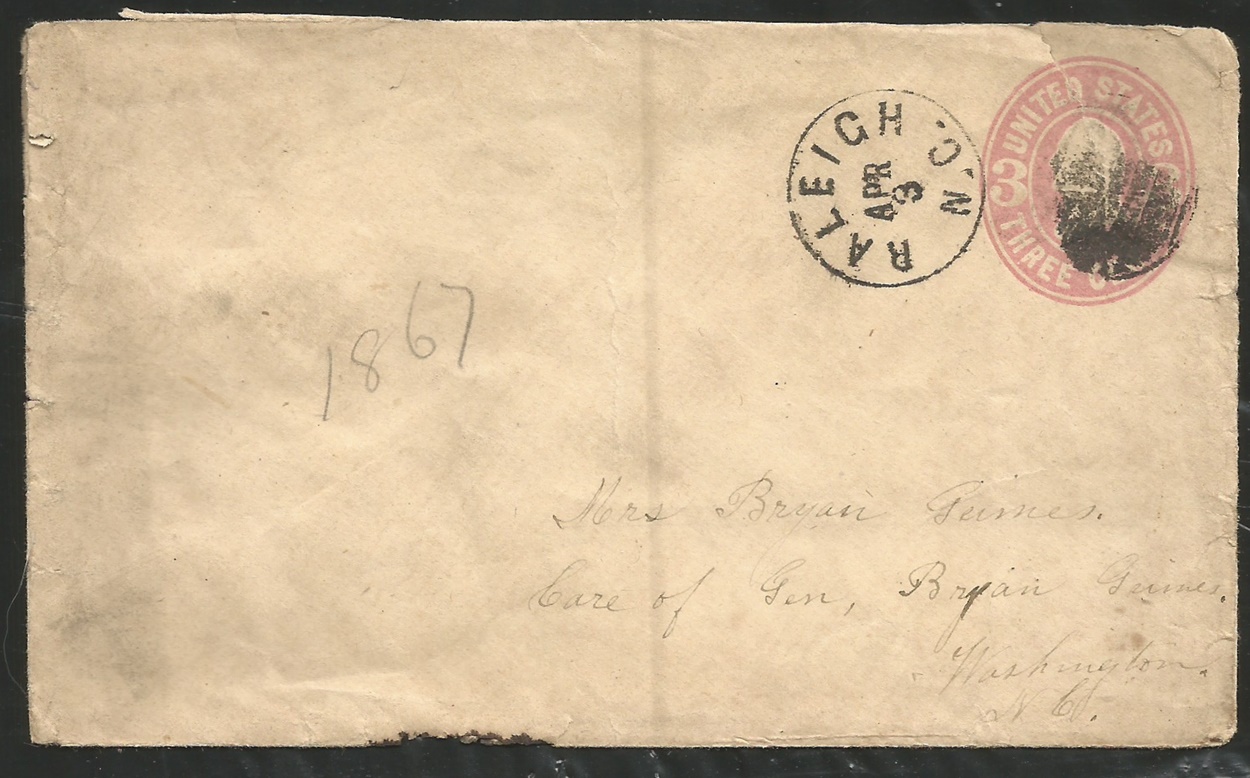 UNITED STATES
3
THREE C
RALEIGH N.C.
APR
3
1867
Mrs Bryan Grimes.
Care of Gen, Bryan Grimes.
Washington.
N C.